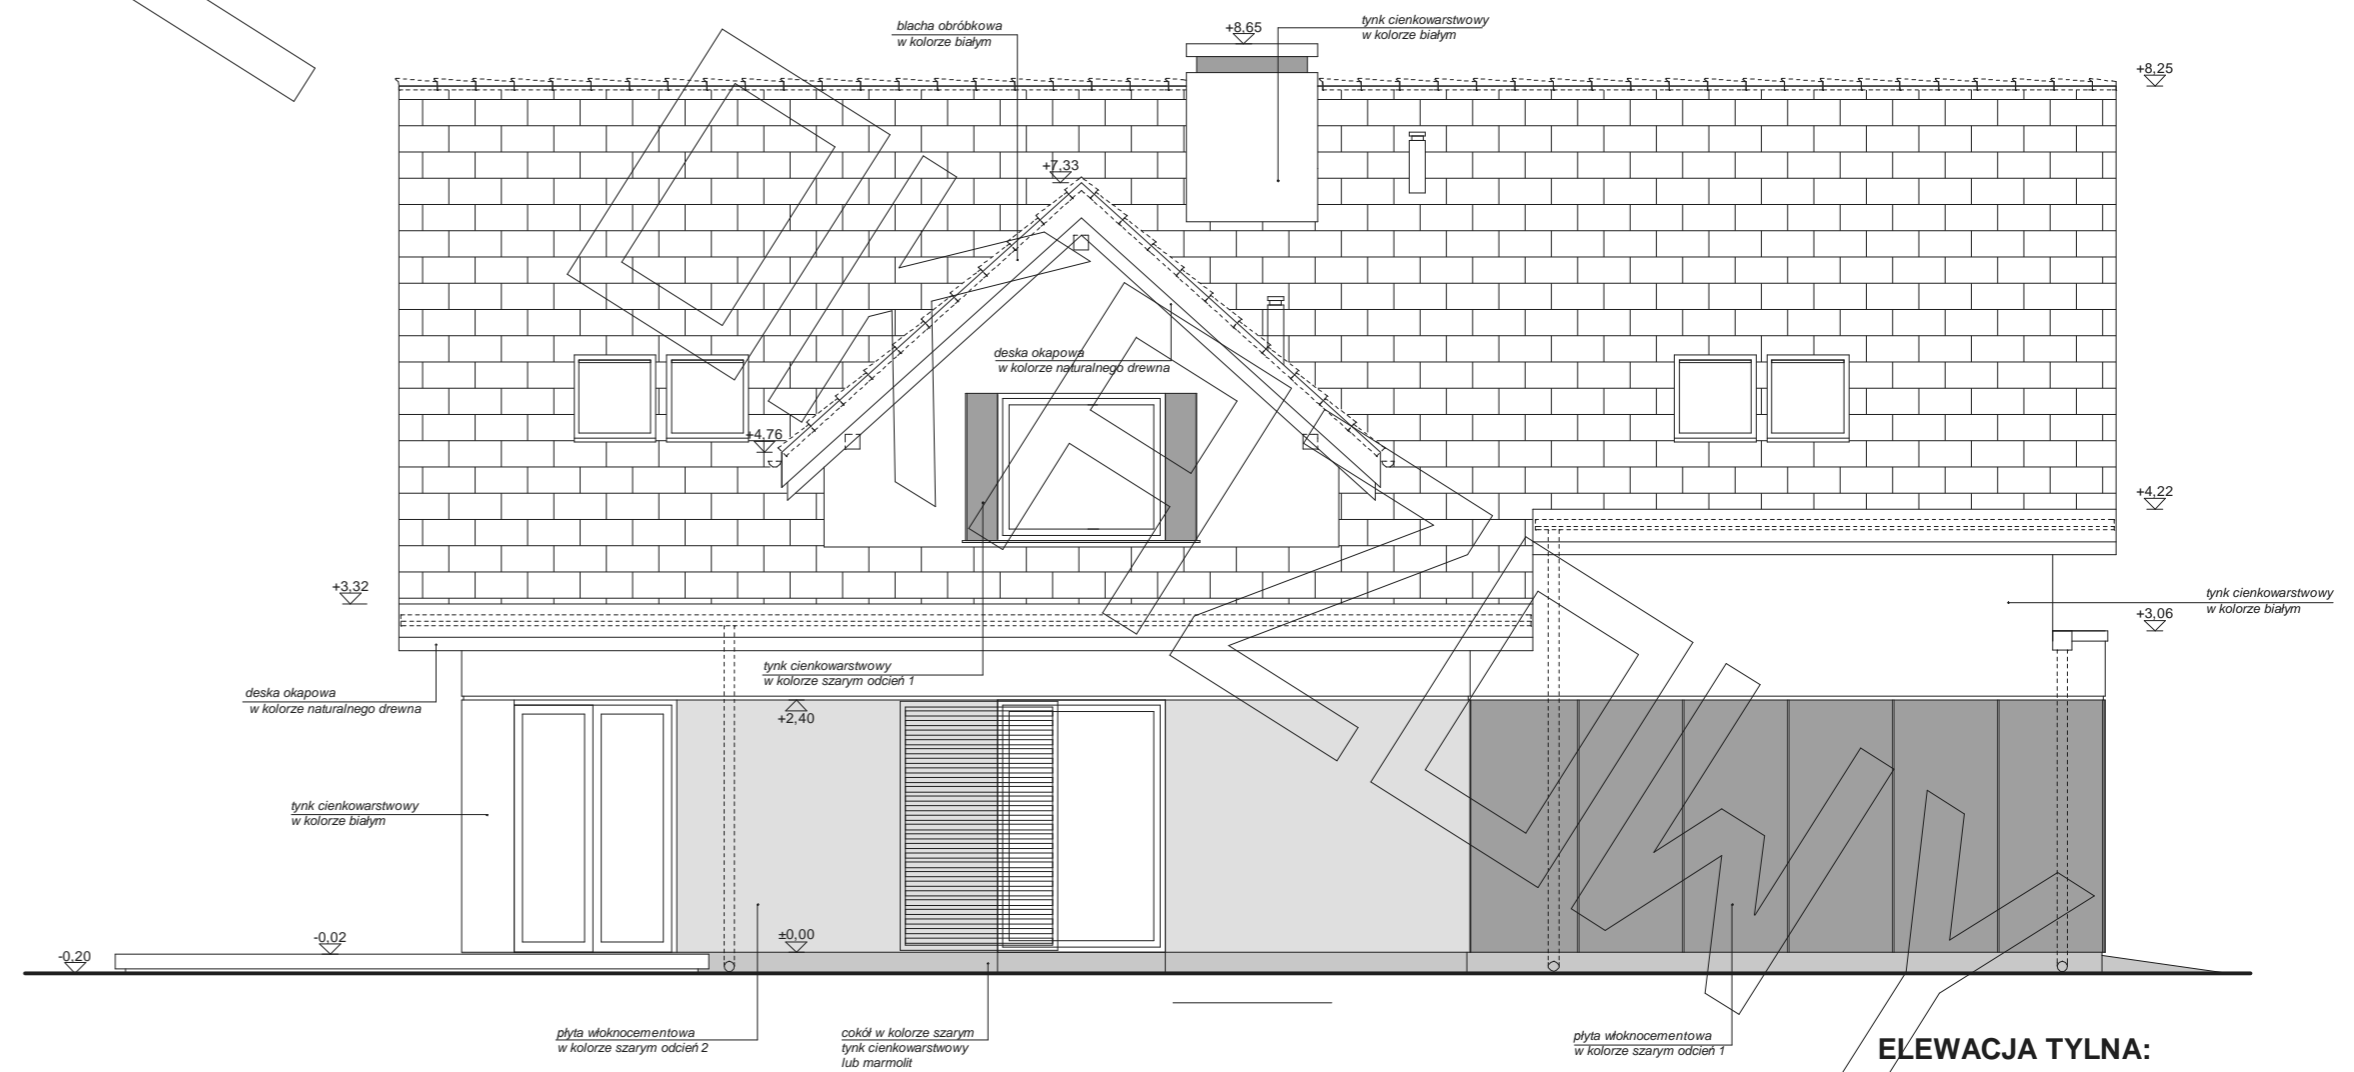 blacha obróbkowa
w kolorze białym
+8,65
tynk cienkowarstwowy
w kolorze białym
+8,25
+7,33
deska okapowa
w kolorze naturalnego drewna
+4,76
+4,22
+3,32
tynk cienkowarstwowy
w kolorze białym
+3,06
tynk cienkowarstwowy
w kolorze szarym odcień 1
deska okapowa
w kolorze naturalnego drewna
+2,40
tynk cienkowarstwowy
w kolorze białym
±0,00
-0,02
-0,20
płyta włoknocementowa
w kolorze szarym odcień 2
cokół w kolorze szarym
tynk cienkowarstwowy
lub marmolit
płyta włoknocementowa
w kolorze szarym odcień 1
ELEWACJA TYLNA: